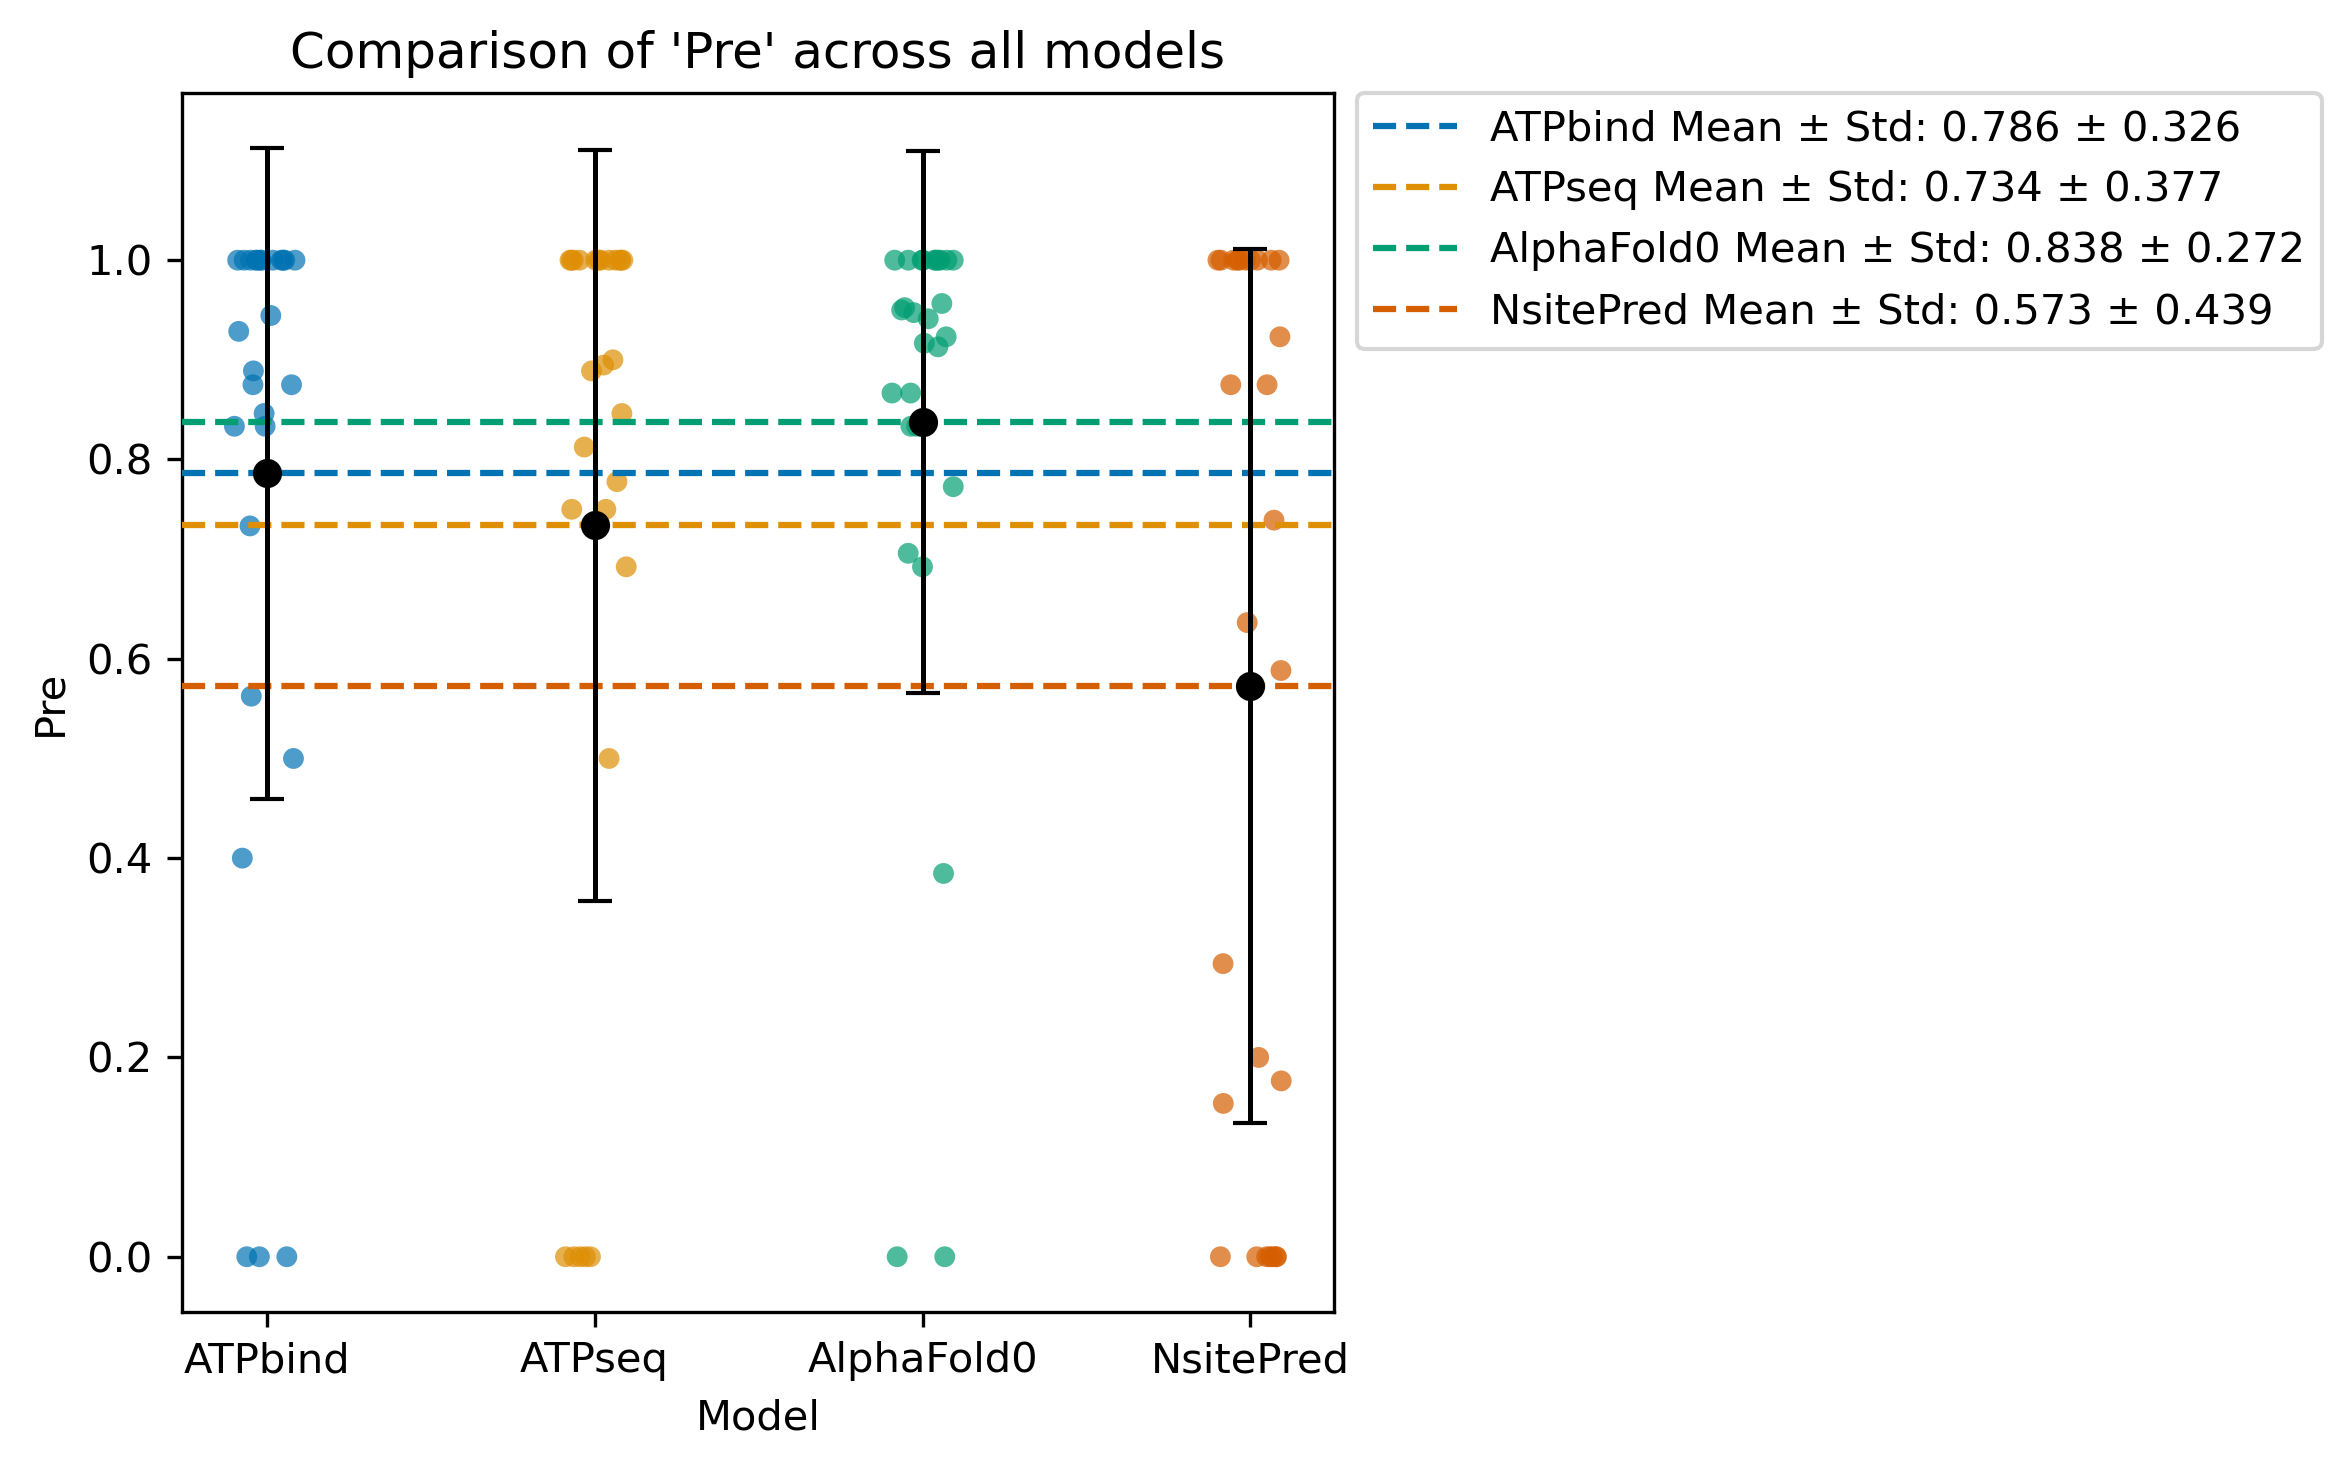 Comparison of 'Pre' across all models
ATPbind Mean ± Std: 0.786 ± 0.326
ATPseq Mean ± Std: 0.734 ± 0.377
AlphaFold0 Mean ± Std: 0.838 ± 0.272
NsitePred Mean ± Std: 0.573 ± 0.439
Pre
1.0
0.8
0.6
0.4
0.2
0.0
ATPbind ATPseq AlphaFold0 NsitePred
Model